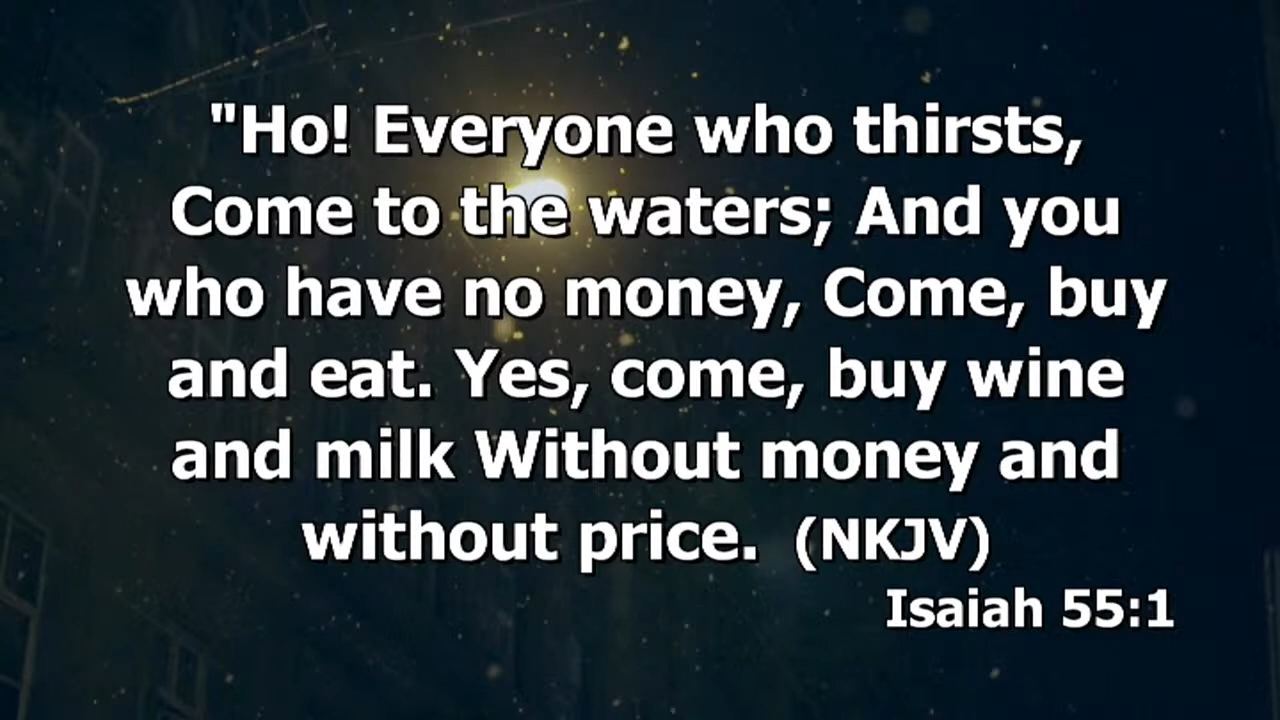 "Ho! Everyone who thirsts,
Come to the waters; And you
who have no money, Come, buy
and eat. Yes, come, buy wine
and milk Without money and
without price. (NKJV)
Isaiah 55:1